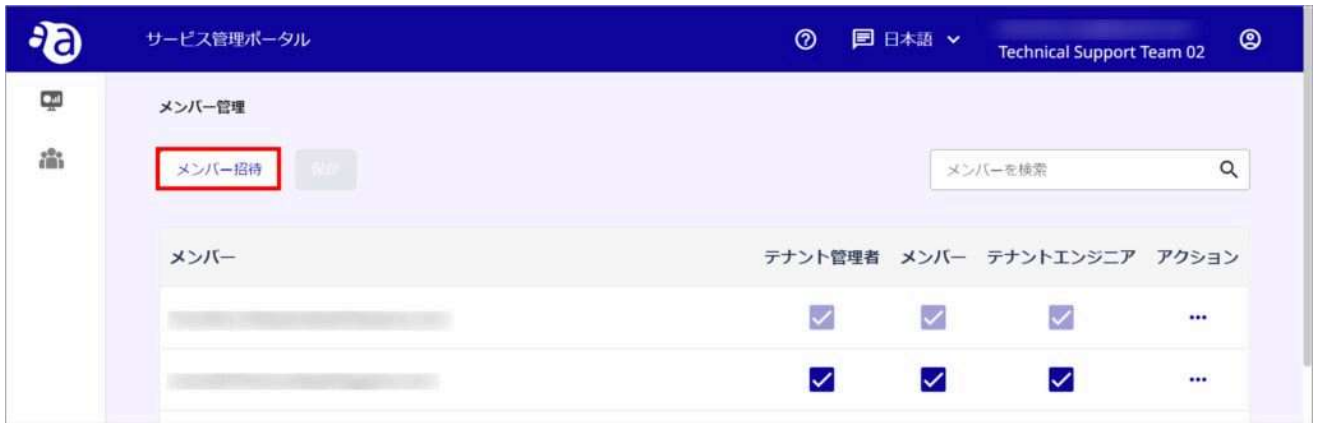 サービス管理ポータル
日本語
Technical Support Team 02
メンバー管理
メンバー招待
メンバーを検索
メンバー テナント管理者 メンバー テナントエンジニア アクション